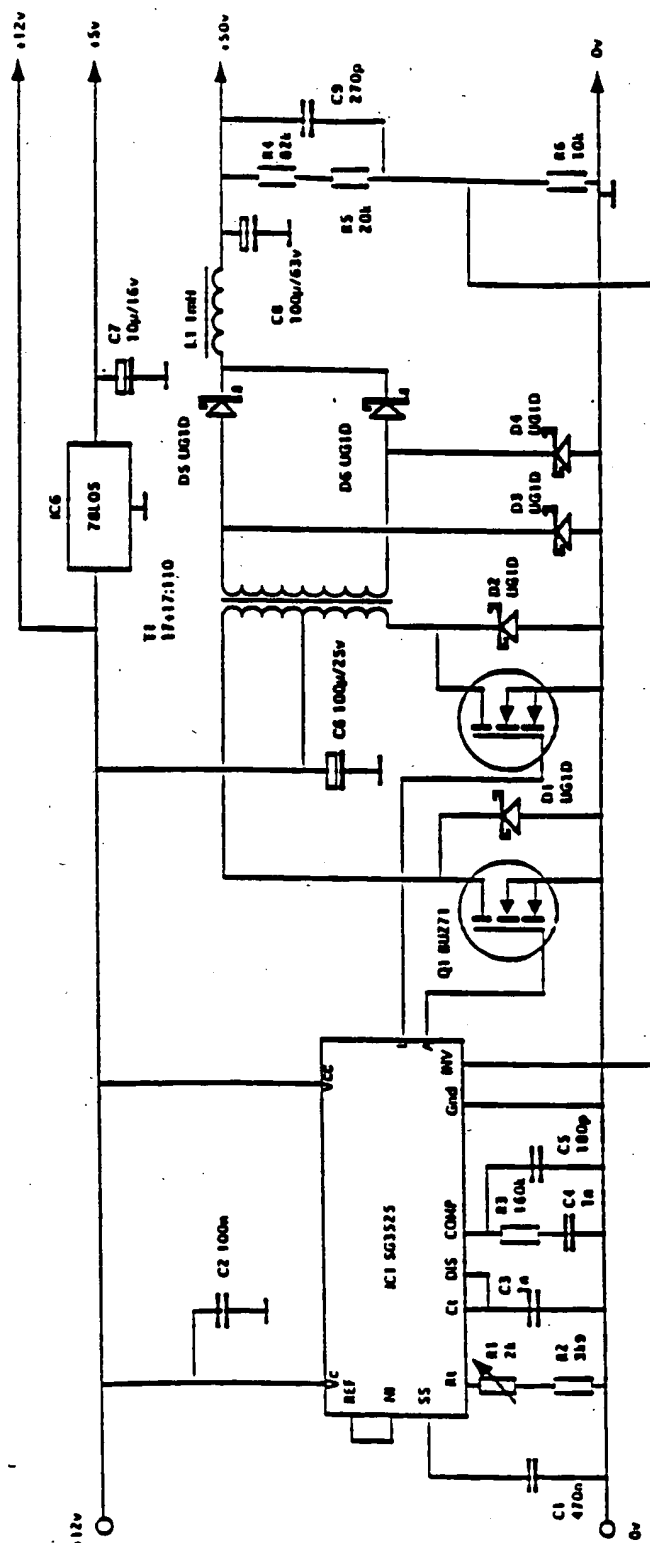 +12v
+5v
+50v
0v
C9
270p
R4
82k
R5
20k
R6
10k
C8
100µ/63v
L1 1mH
C7
10µ/16v
IC6
78L05
D5 UG1D
D6 UG1D
D4
UG1D
D3
UG1D
D2
UG1D
D1
UG1D
T1
17+17:110
C6 100µ/25v
Q1 BUZ71
C2 100n
IC1 SG3525
Vcc
Vc
REF
NI
SS
Rt
Ct
DIS
COMP
Gnd
INV
A
C5
180p
R3
160k
C4
1n
C3
1n
R1
2k
R2
3k9
C1
470n
+12v
0v